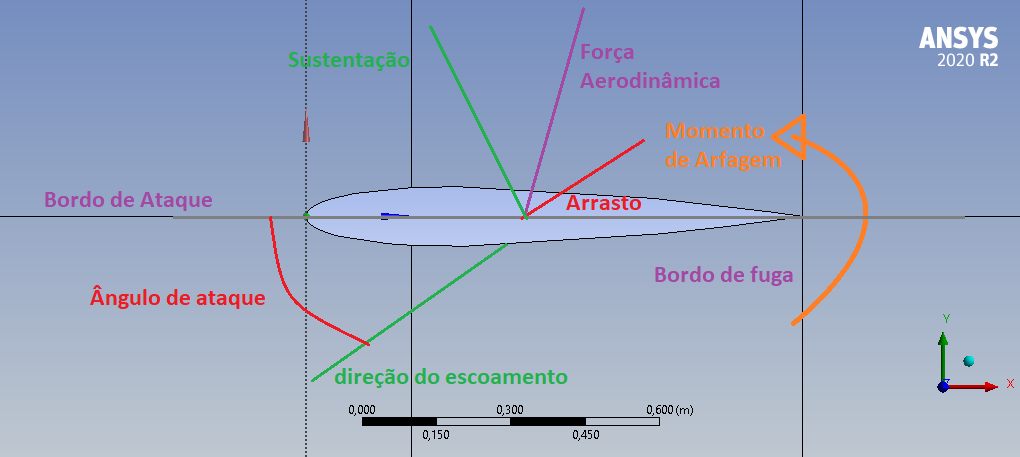 ANSYS
2020 R2
Sustentação
Força
Aerodinâmica
Momento
de Arfagem
Bordo de Ataque
Arrasto
Bordo de fuga
Ângulo de ataque
direção do escoamento
0,000
0,300
0,600 (m)
0,150
0,450
Y
X